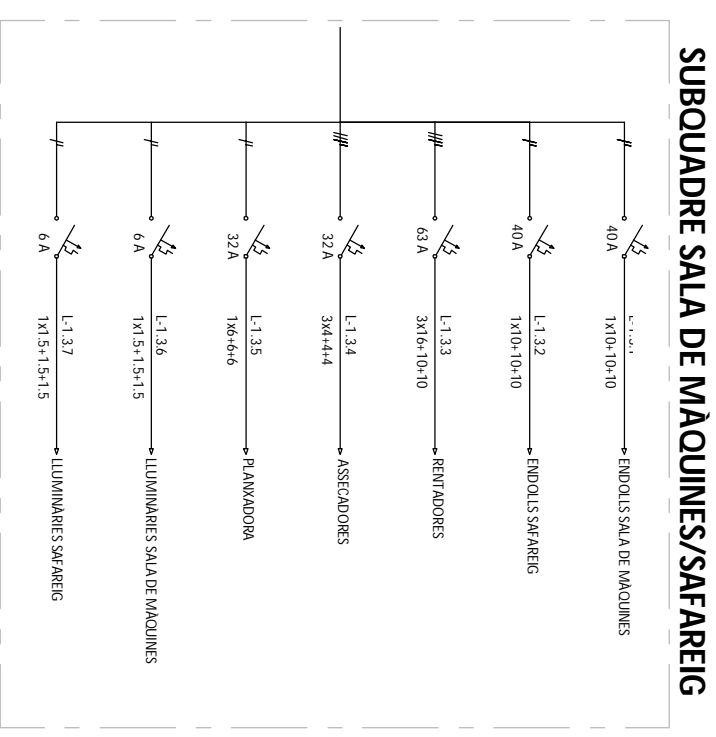 SUBQUADRE SALA DE MÀQUINES/SAFAREIG
40 A
1x10+10+10
ENDOLLS SALA DE MÀQUINES
L-1.3.2
40 A
1x10+10+10
ENDOLLS SAFAREIG
L-1.3.3
63 A
3x16+10+10
RENTADORES
L-1.3.4
32 A
3x4+4+4
ASSECADORES
L-1.3.5
32 A
1x6+6+6
PLANXADORA
L-1.3.6
6 A
1x1.5+1.5+1.5
LLUMINÀRIES SALA DE MÀQUINES
L-1.3.7
6 A
1x1.5+1.5+1.5
LLUMINÀRIES SAFAREIG